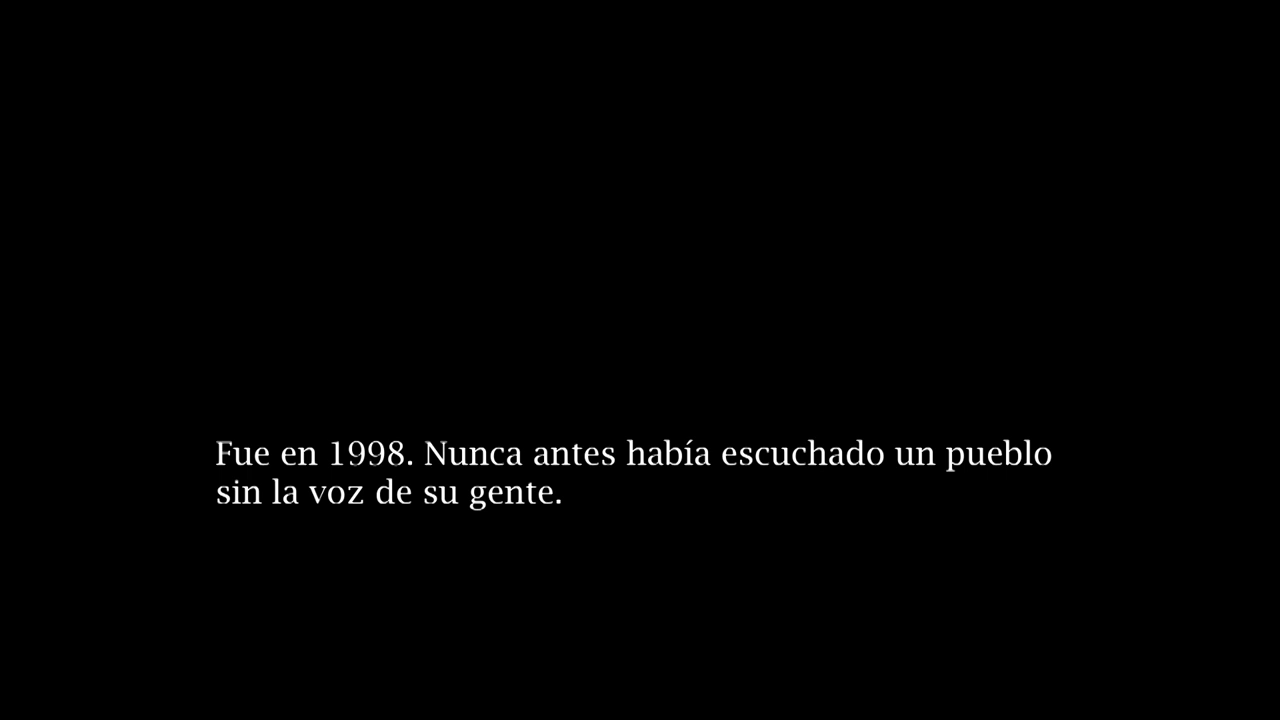 Fue en 1998. Nunca antes había escuchado un pueblo
sin la voz de su gente.